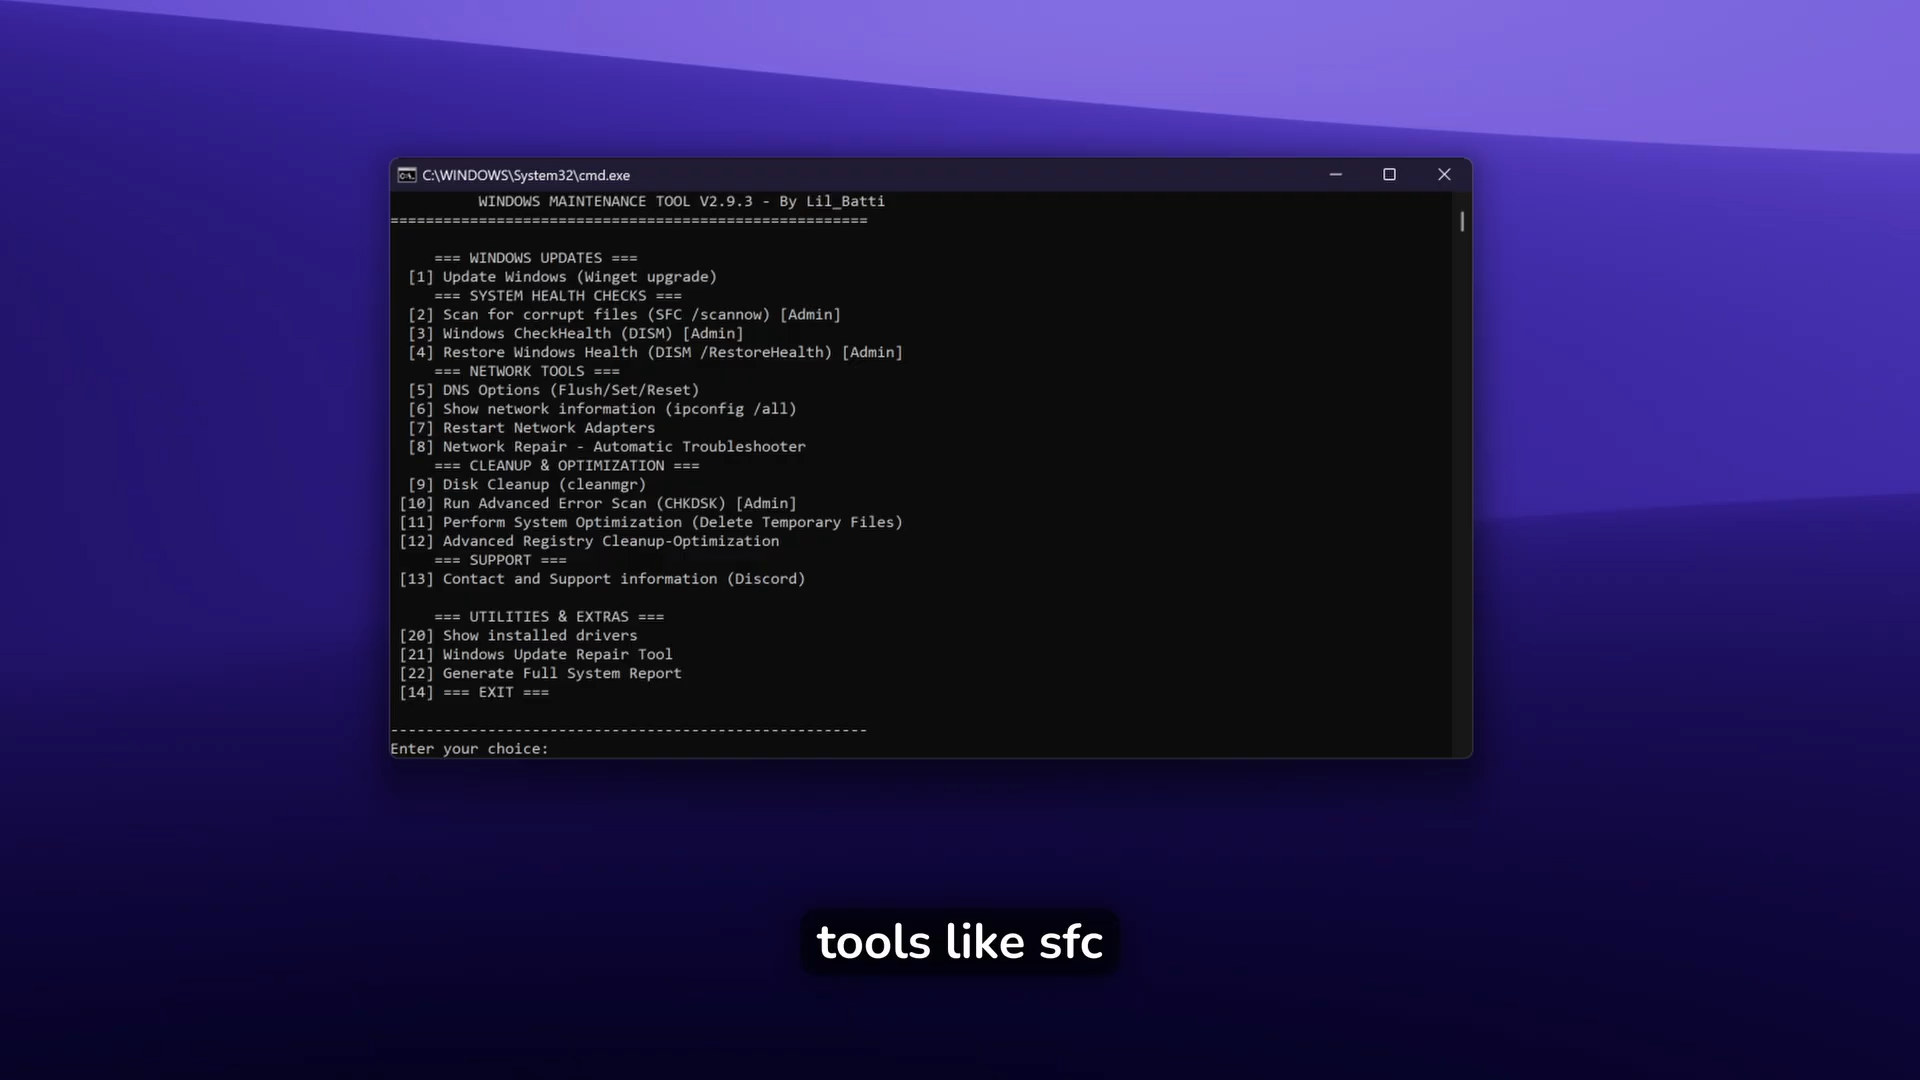 C:\WINDOWS\System32\cmd.exe
WINDOWS MAINTENANCE TOOL V2.9.3 - By Lil_Batti
======================================================
=== WINDOWS UPDATES ===
[1] Update Windows (Winget upgrade)
=== SYSTEM HEALTH CHECKS ===
[2] Scan for corrupt files (SFC /scannow) [Admin]
[3] Windows CheckHealth (DISM) [Admin]
[4] Restore Windows Health (DISM /RestoreHealth) [Admin]
=== NETWORK TOOLS ===
[5] DNS Options (Flush/Set/Reset)
[6] Show network information (ipconfig /all)
[7] Restart Network Adapters
[8] Network Repair - Automatic Troubleshooter
=== CLEANUP & OPTIMIZATION ===
[9] Disk Cleanup (cleanmgr)
[10] Run Advanced Error Scan (CHKDSK) [Admin]
[11] Perform System Optimization (Delete Temporary Files)
[12] Advanced Registry Cleanup-Optimization
=== SUPPORT ===
[13] Contact and Support information (Discord)
=== UTILITIES & EXTRAS ===
[20] Show installed drivers
[21] Windows Update Repair Tool
[22] Generate Full System Report
[14] === EXIT ===
------------------------------------------------------
Enter your choice:
tools like sfc